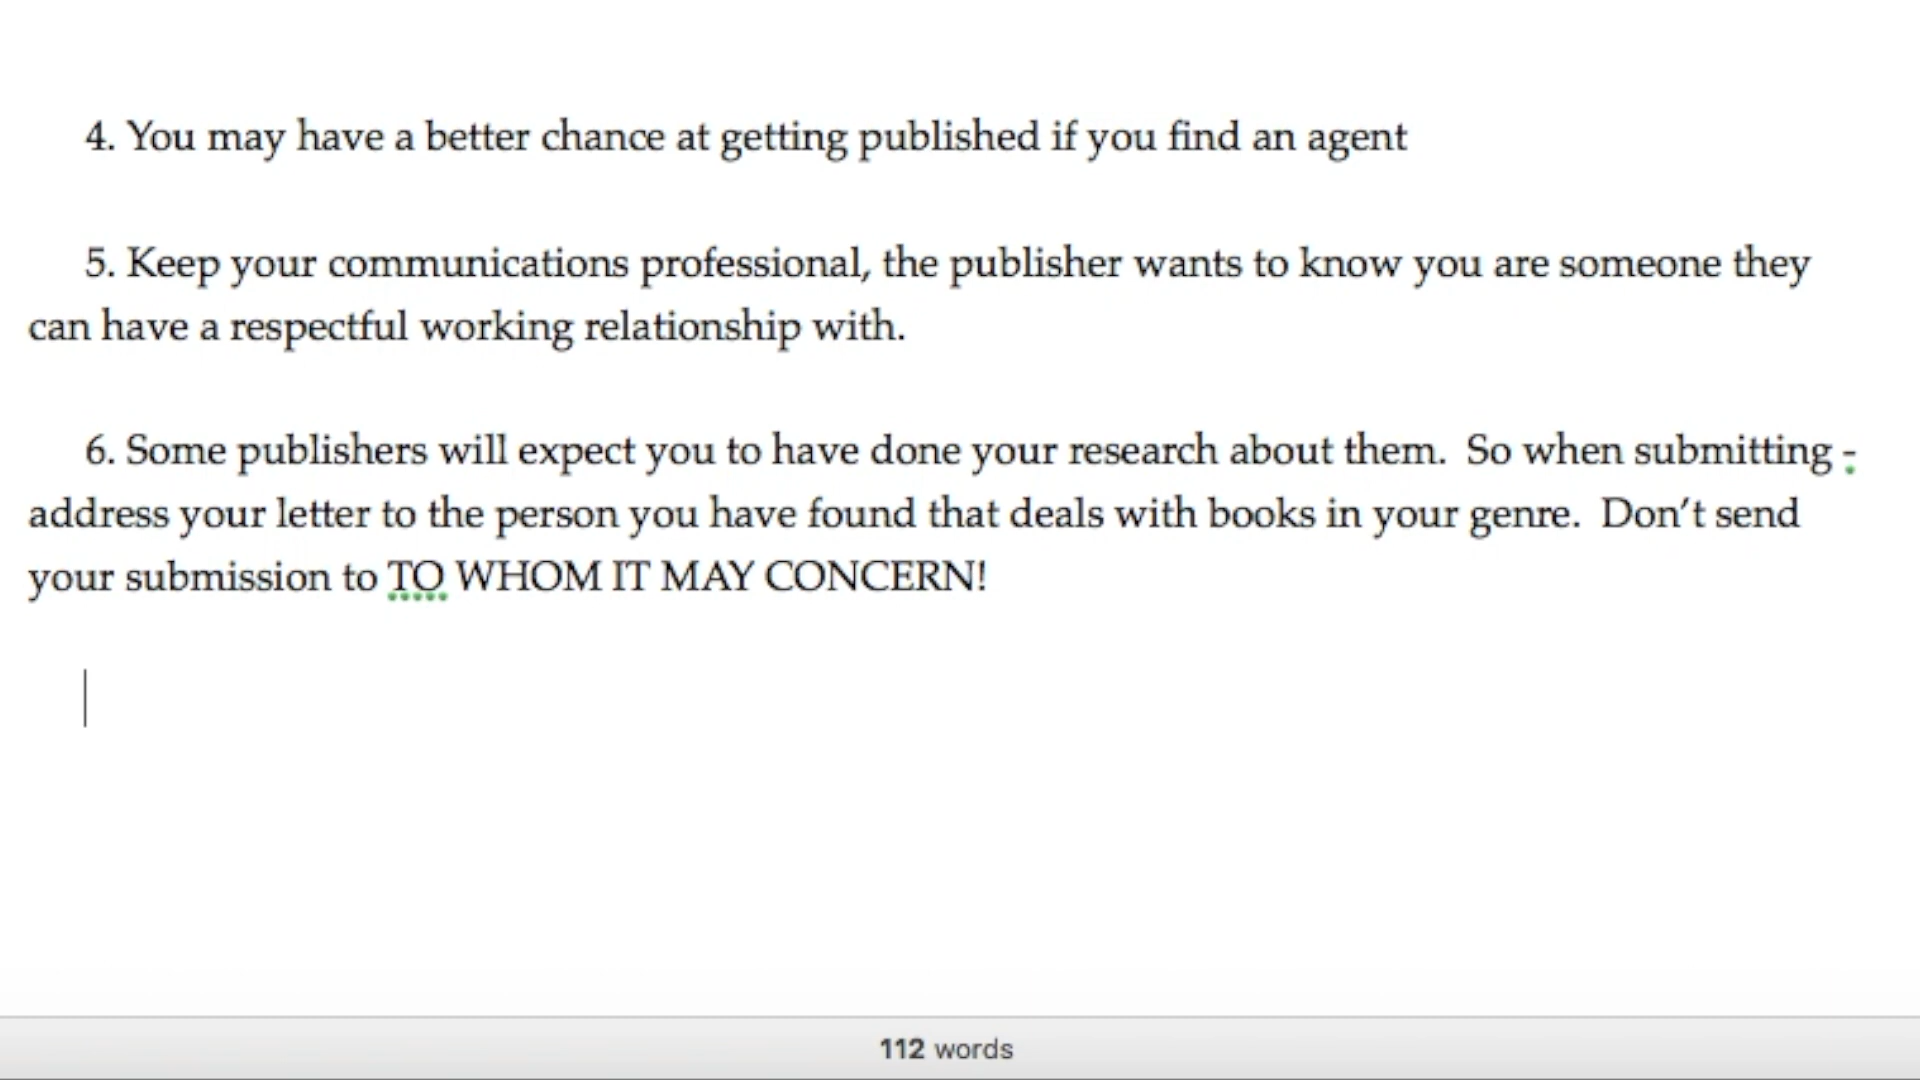 4. You may have a better chance at getting published if you find an agent
5. Keep your communications professional, the publisher wants to know you are someone they
can have a respectful working relationship with.
6. Some publishers will expect you to have done your research about them.  So when submitting -
address your letter to the person you have found that deals with books in your genre.  Don’t send
your submission to TO WHOM IT MAY CONCERN!
112 words